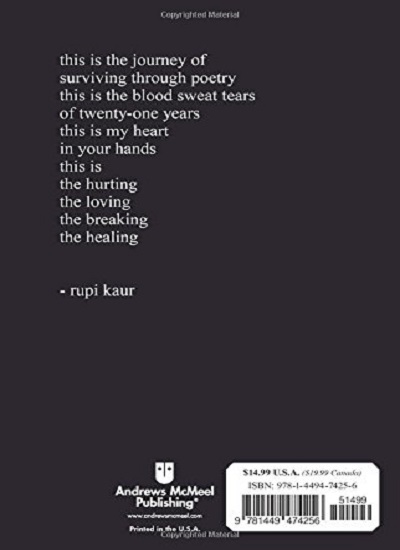 Copyrighted Material
this is the journey of
surviving through poetry
this is the blood sweat tears
of twenty-one years
this is my heart
in your hands
this is
the hurting
the loving
the breaking
the healing
- rupi kaur
Andrews McMeel
Publishing®
www.andrewsmcmeel.com
Printed in the U.S.A.
$14.99 U.S.A. ($19.99 Canada)
ISBN: 978-1-4494-7425-6
51499
9 781449 474256
Copyrighted Material